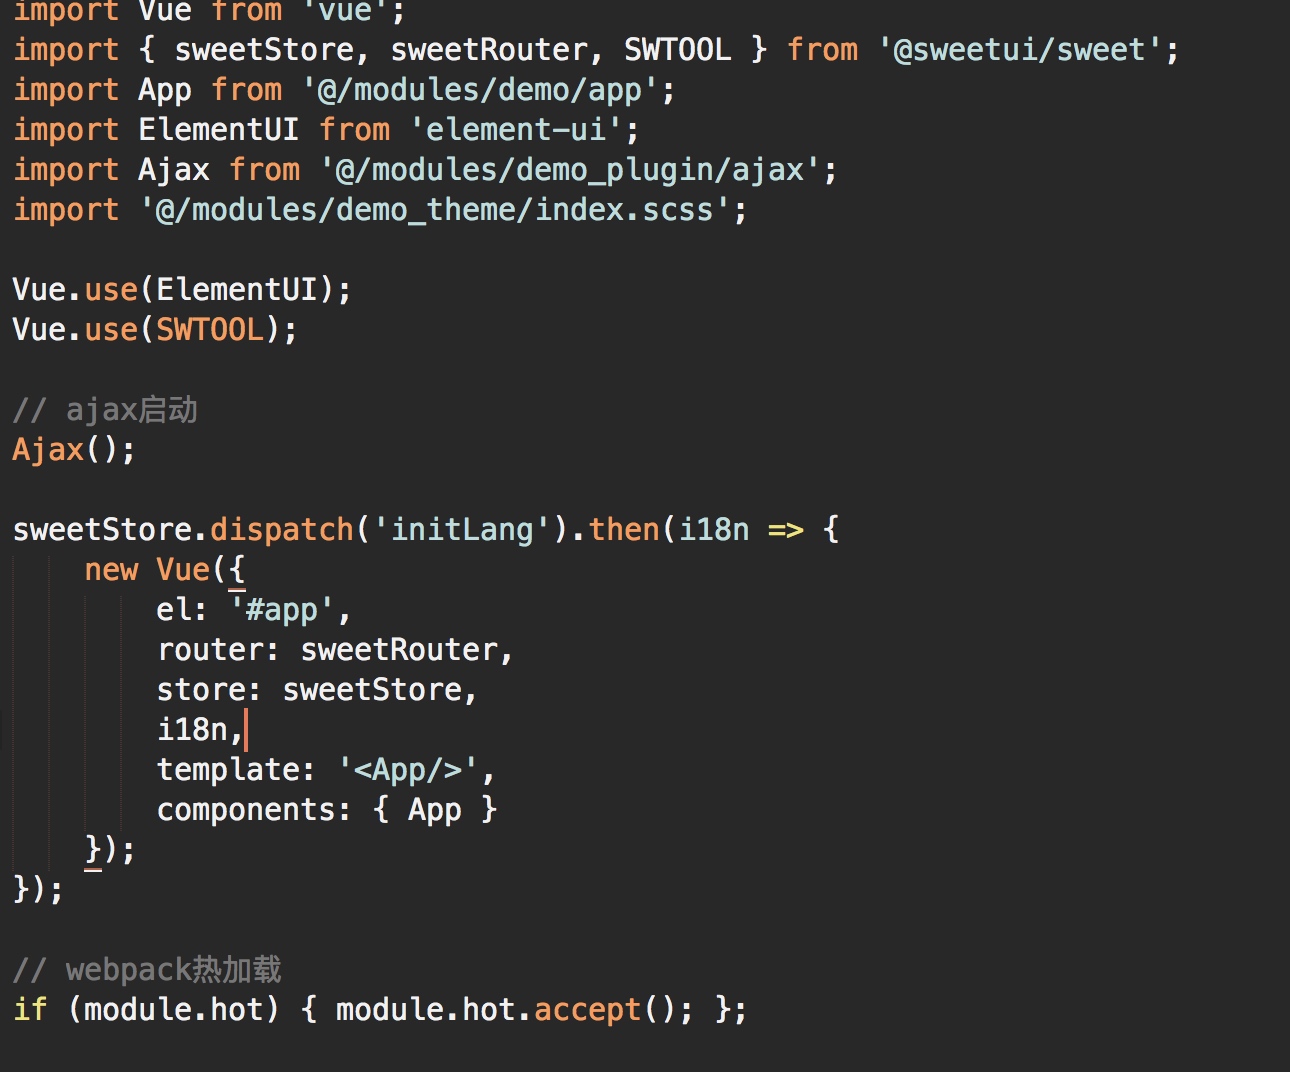 import Vue from 'vue';
import { sweetStore, sweetRouter, SWTOOL } from '@sweetui/sweet';
import App from '@/modules/demo/app';
import ElementUI from 'element-ui';
import Ajax from '@/modules/demo_plugin/ajax';
import '@/modules/demo_theme/index.scss';

Vue.use(ElementUI);
Vue.use(SWTOOL);

// ajax启动
Ajax();

sweetStore.dispatch('initLang').then(i18n => {
    new Vue({
        el: '#app',
        router: sweetRouter,
        store: sweetStore,
        i18n,
        template: '<App/>',
        components: { App }
    });
});

// webpack热加载
if (module.hot) { module.hot.accept(); };